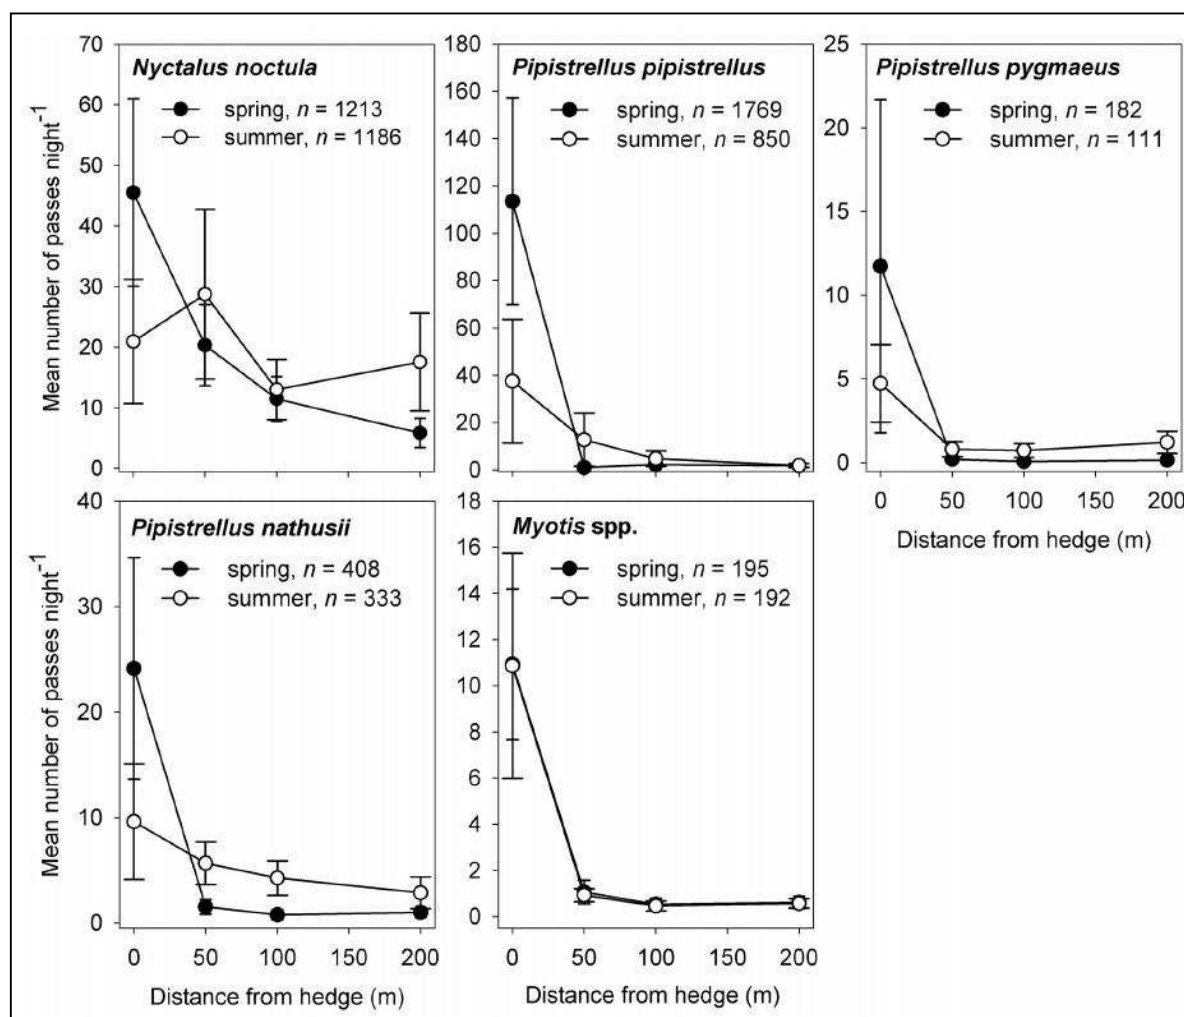 Nyctalus noctula
spring, n = 1213
summer, n = 1186
70
60
50
40
30
20
10
0
Mean number of passes night⁻¹
Pipistrellus pipistrellus
spring, n = 1769
summer, n = 850
180
160
140
120
100
80
60
40
20
0
Pipistrellus pygmaeus
spring, n = 182
summer, n = 111
25
20
15
10
5
0
0 50 100 150 200
Distance from hedge (m)
Pipistrellus nathusii
spring, n = 408
summer, n = 333
40
30
20
10
0
Mean number of passes night⁻¹
0 50 100 150 200
Distance from hedge (m)
Myotis spp.
spring, n = 195
summer, n = 192
18
16
14
12
10
8
6
4
2
0
0 50 100 150 200
Distance from hedge (m)